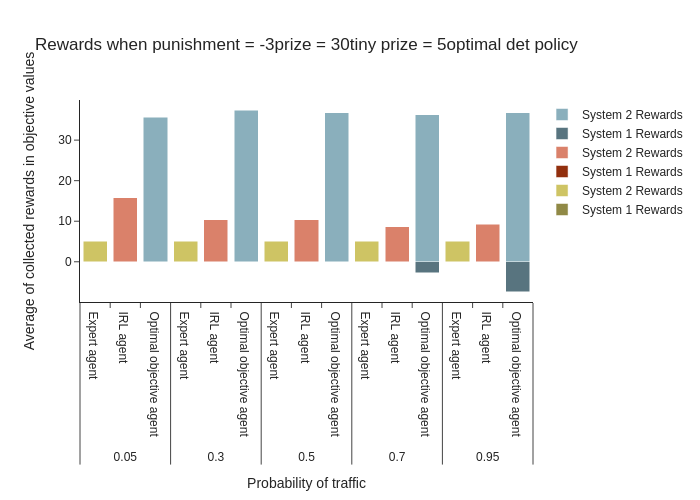 Rewards when punishment = -3prize = 30tiny prize = 5optimal det policy
Average of collected rewards in objective values
30
20
10
0
System 2 Rewards
System 1 Rewards
System 2 Rewards
System 1 Rewards
System 2 Rewards
System 1 Rewards
Expert agent
IRL agent
Optimal objective agent
Expert agent
IRL agent
Optimal objective agent
Expert agent
IRL agent
Optimal objective agent
Expert agent
IRL agent
Optimal objective agent
Expert agent
IRL agent
Optimal objective agent
0.05
0.3
0.5
0.7
0.95
Probability of traffic